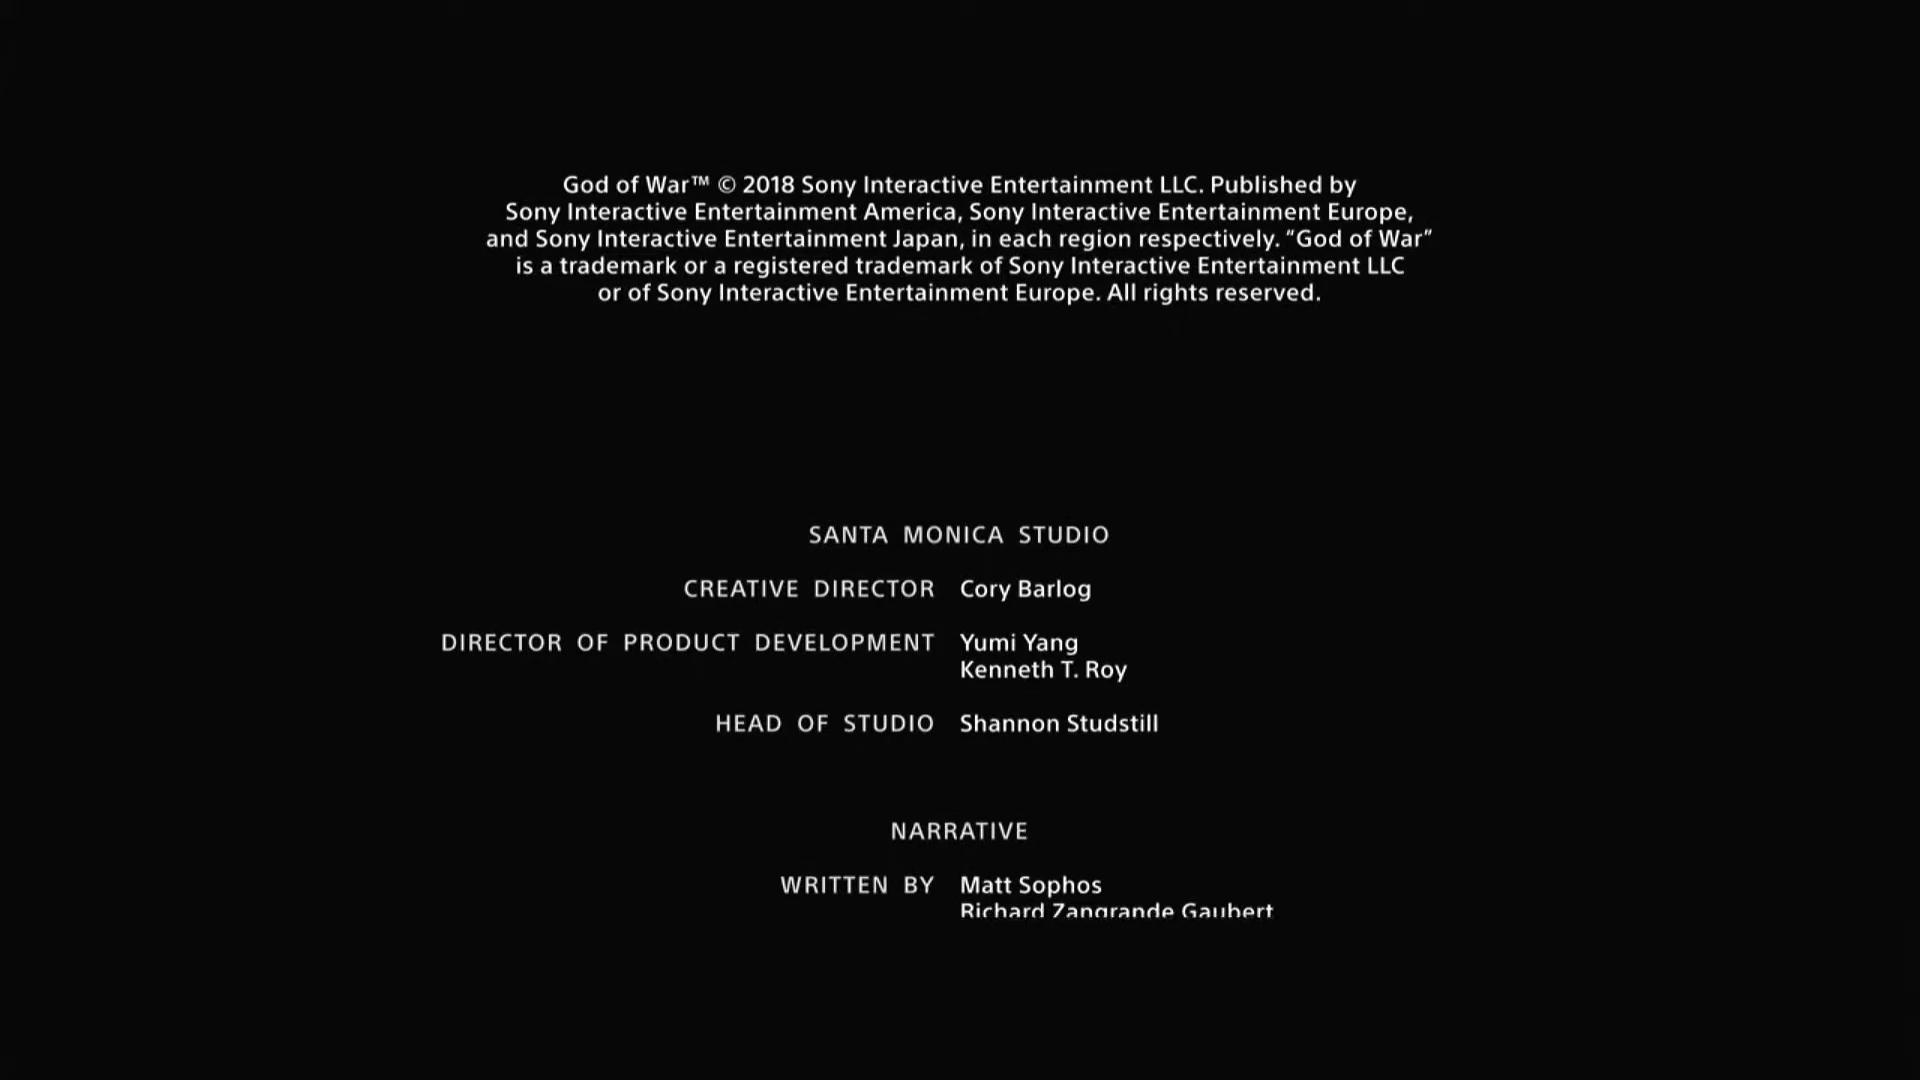 God of War™ © 2018 Sony Interactive Entertainment LLC. Published by
Sony Interactive Entertainment America, Sony Interactive Entertainment Europe,
and Sony Interactive Entertainment Japan, in each region respectively. "God of War"
is a trademark or a registered trademark of Sony Interactive Entertainment LLC
or of Sony Interactive Entertainment Europe. All rights reserved.
SANTA MONICA STUDIO
CREATIVE DIRECTOR Cory Barlog
DIRECTOR OF PRODUCT DEVELOPMENT Yumi Yang
Kenneth T. Roy
HEAD OF STUDIO Shannon Studstill
NARRATIVE
WRITTEN BY Matt Sophos
Richard Zangrande Gaubert